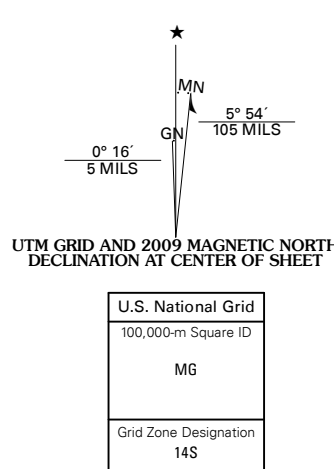 ★
MN
5° 54´
105 MILS
GN
0° 16´
5 MILS
UTM GRID AND 2009 MAGNETIC NORTH
DECLINATION AT CENTER OF SHEET
U.S. National Grid
100,000-m Square ID
MG
Grid Zone Designation
14S